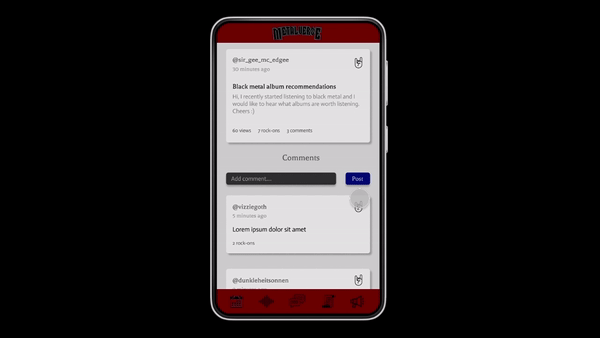 METALVERSE
@sir_gee_mc_edgee
30 minutes ago
Black metal album recommendations
Hi, I recently started listening to black metal and I
would like to hear what albums are worth listening.
Cheers :)
60 views 7 rock-ons 3 comments
Comments
Add comment... Post
@vizziegoth
5 minutes ago
Lorem ipsum dolor sit amet
2 rock-ons
@dunkleheitsonnen